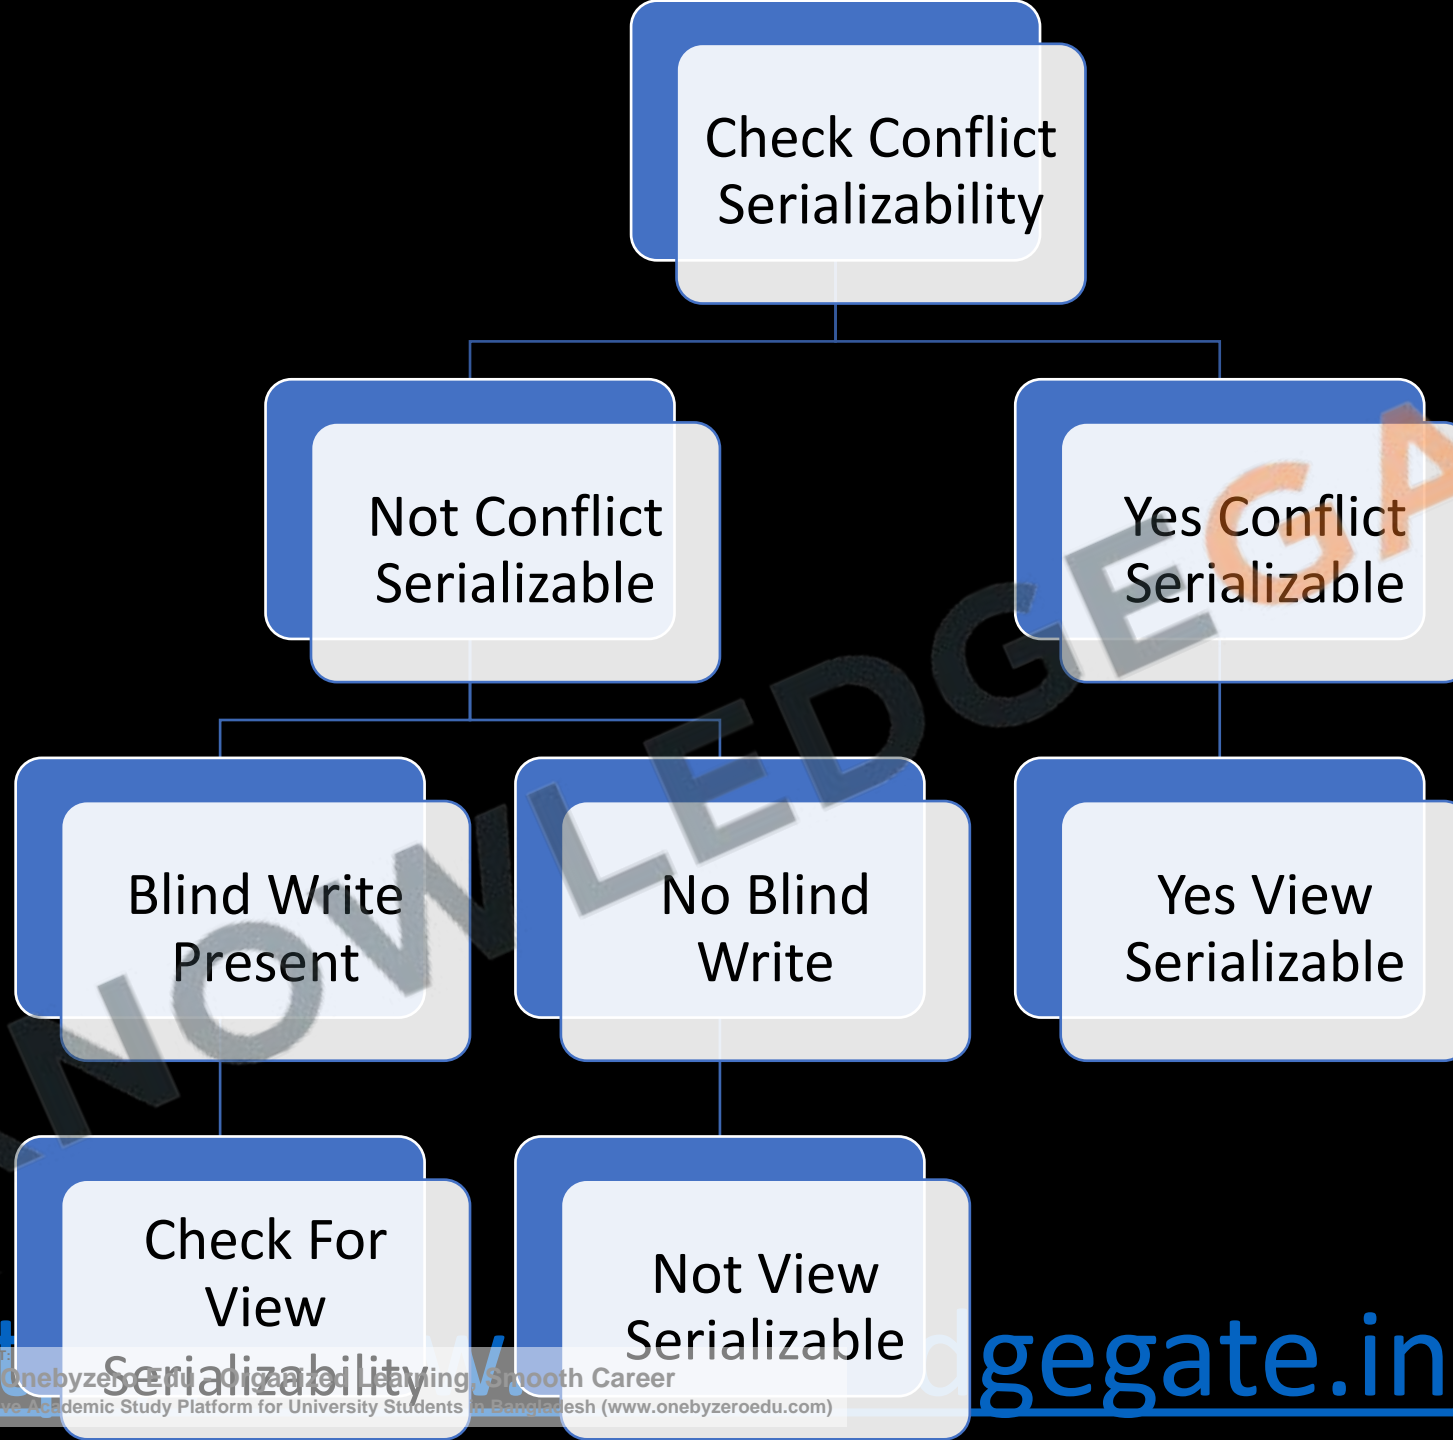 Check Conflict
Serializability
Not Conflict
Serializable
Yes Conflict
Serializable
Blind Write
Present
No Blind
Write
Yes View
Serializable
Check For
View
Serializability
Not View
Serializable
KNOWLEDGEGA
dgegate.in
Onebyzero Edu - Organized Learning, Smooth Career
Academic Study Platform for University Students in Bangladesh (www.onebyzeroedu.com)